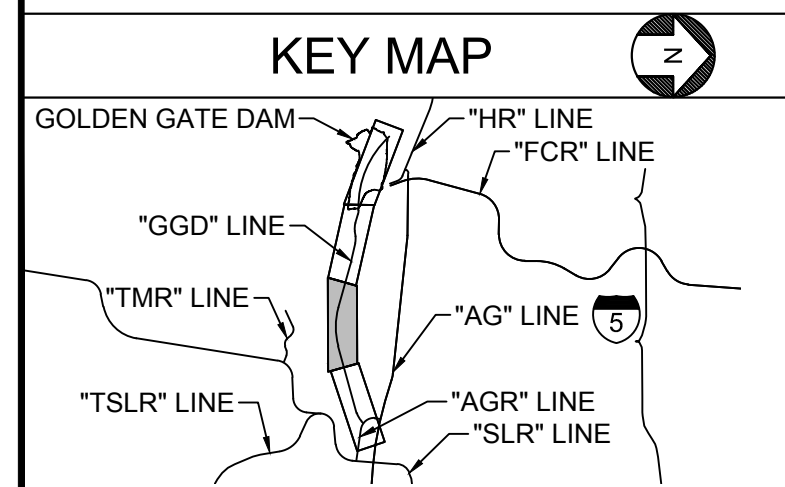 KEY MAP
N
GOLDEN GATE DAM
"HR" LINE
"FCR" LINE
"GGD" LINE
"TMR" LINE
"AG" LINE
5
"TSLR" LINE
"AGR" LINE
"SLR" LINE